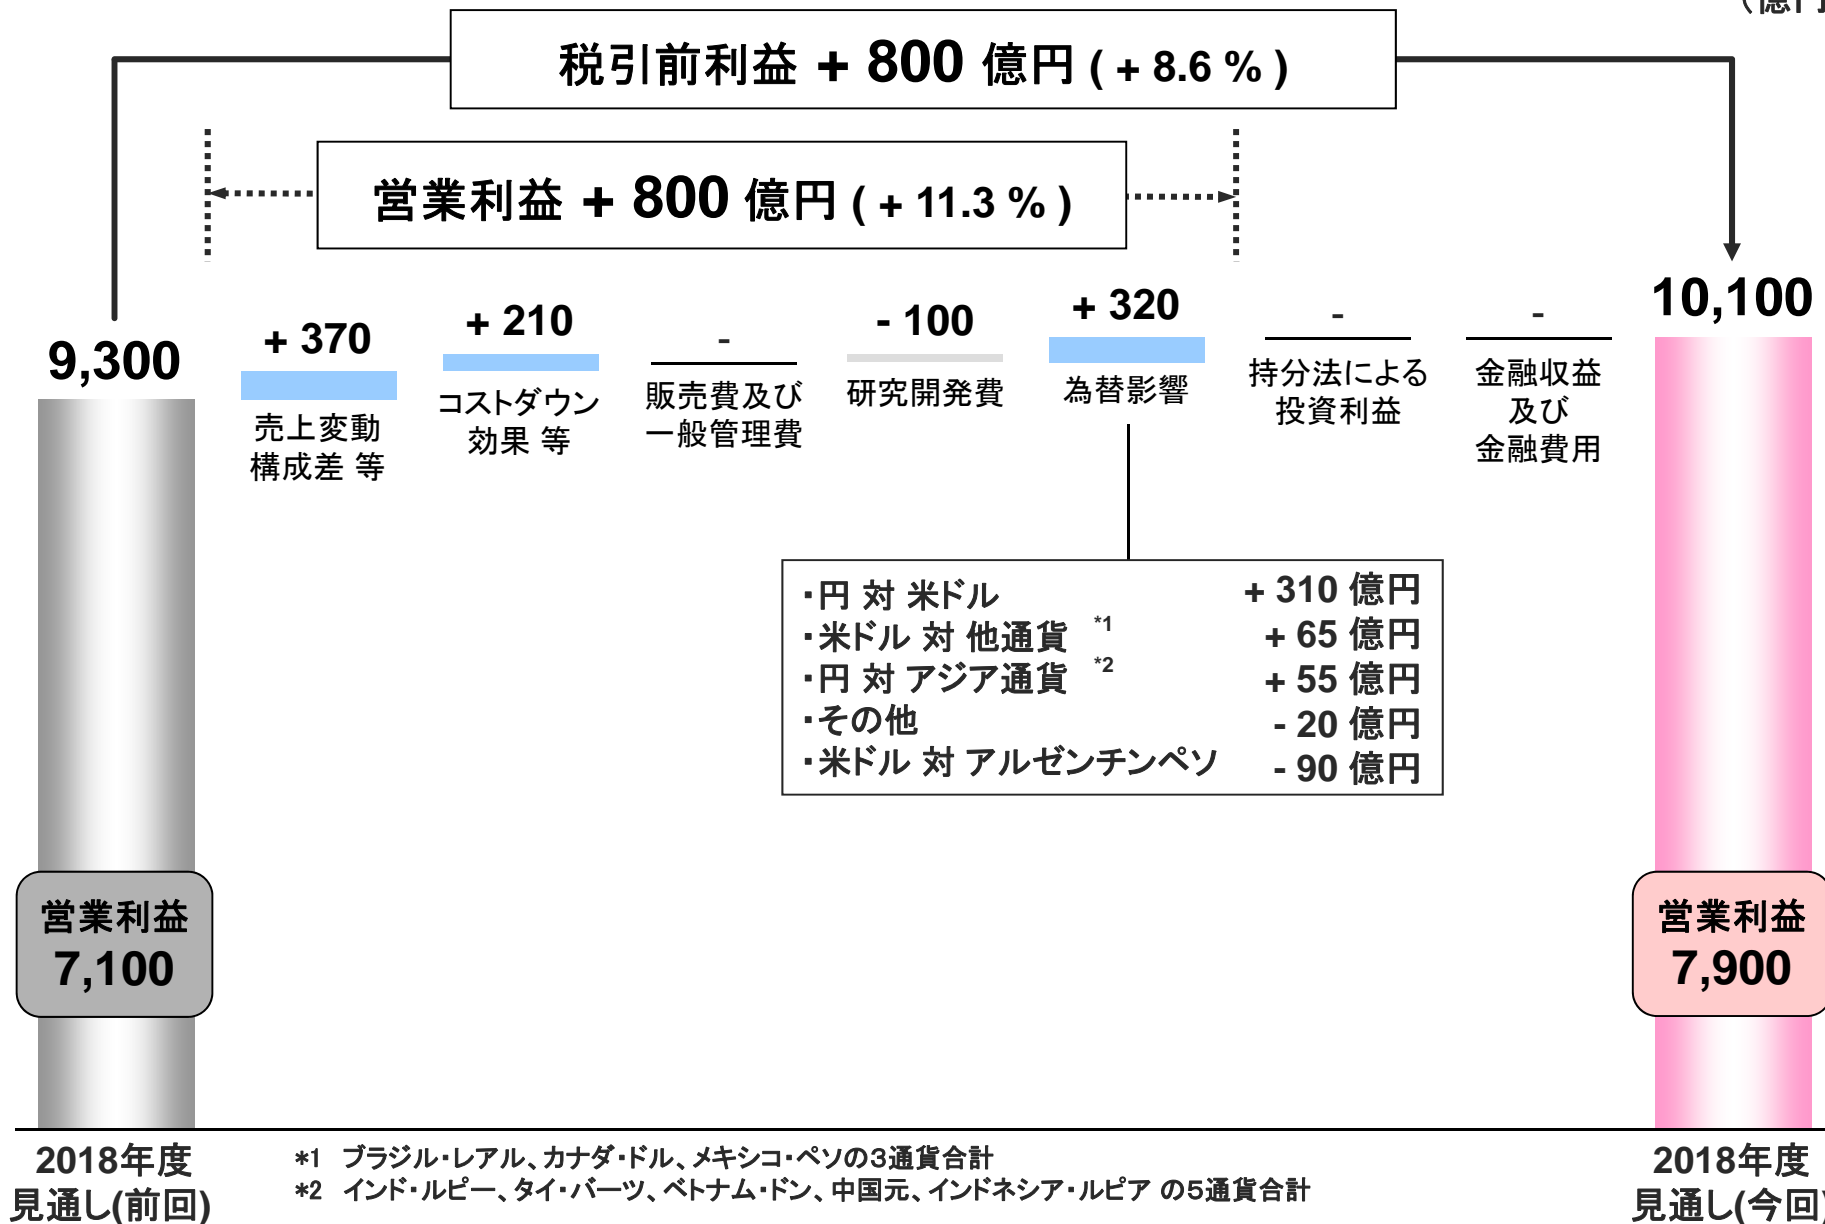 (億円
税引前利益 + 800 億円 ( + 8.6 % )
営業利益 + 800 億円 ( + 11.3 % )
9,300
+ 370
売上変動
構成差 等
+ 210
コストダウン
効果 等
-
販売費及び
一般管理費
- 100
研究開発費
+ 320
為替影響
-
持分法による
投資利益
-
金融収益
及び
金融費用
10,100
・円 対 米ドル + 310 億円
・米ドル 対 他通貨 *1 + 65 億円
・円 対 アジア通貨 *2 + 55 億円
・その他 - 20 億円
・米ドル 対 アルゼンチンペソ - 90 億円
営業利益
7,100
営業利益
7,900
2018年度
見通し(前回)
*1 ブラジル・レアル、カナダ・ドル、メキシコ・ペソの3通貨合計
*2 インド・ルピー、タイ・バーツ、ベトナム・ドン、中国元、インドネシア・ルピア の5通貨合計
2018年度
見通し(今回)